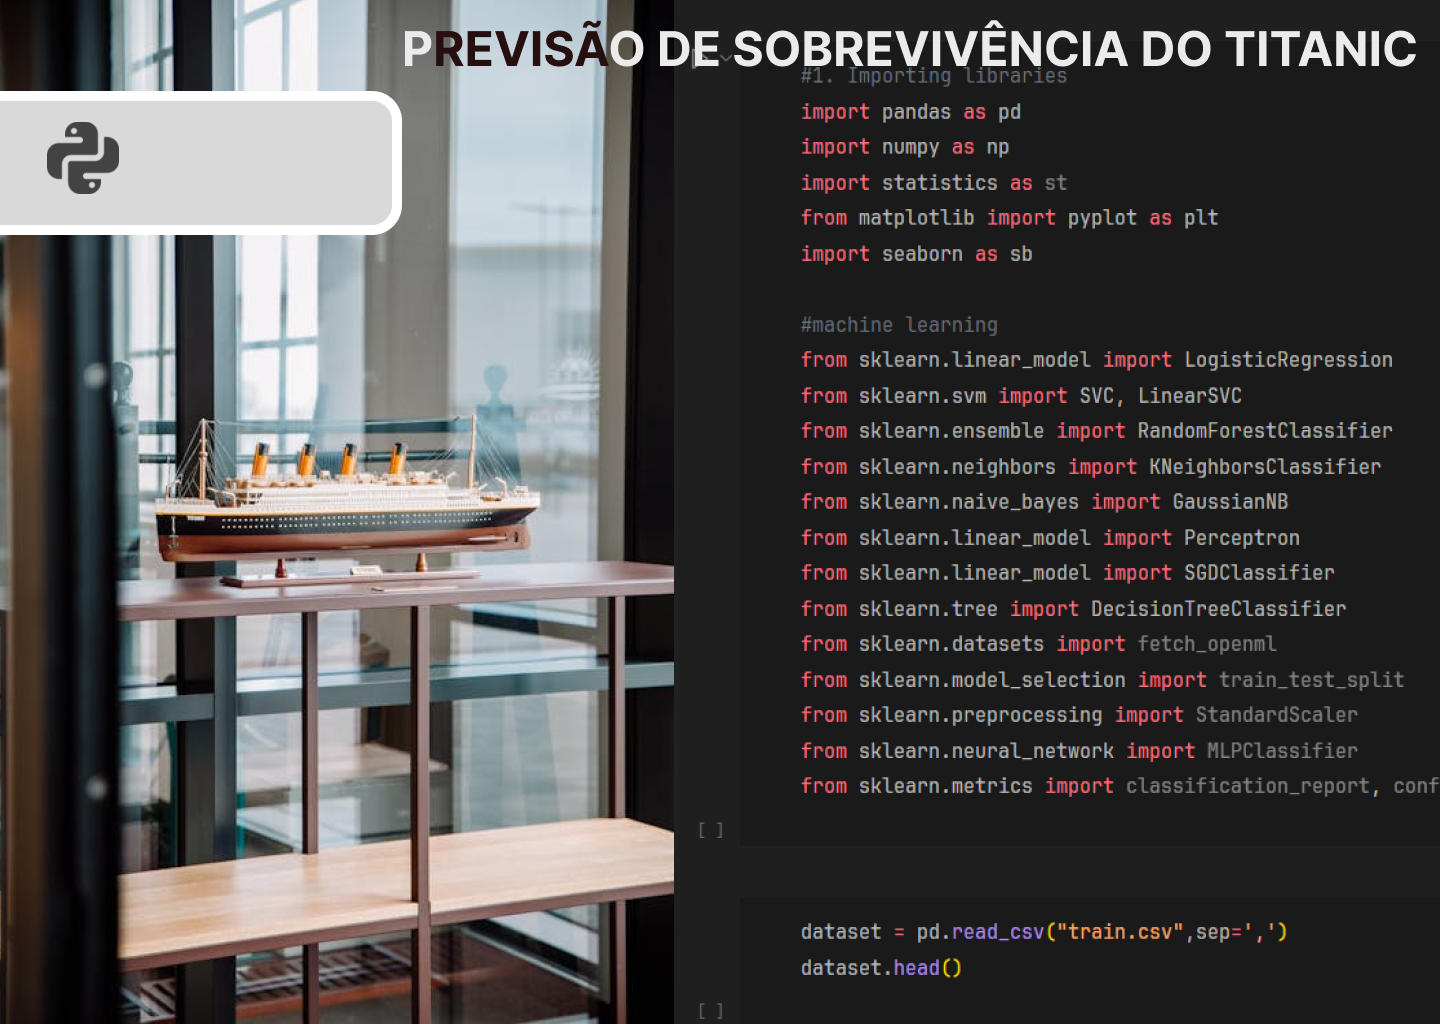 PREVISÃO DE SOBREVIVÊNCIA DO TITANIC
#1. Importing libraries
import pandas as pd
import numpy as np
import statistics as st
from matplotlib import pyplot as plt
import seaborn as sb
#machine learning
from sklearn.linear_model import LogisticRegression
from sklearn.svm import SVC, LinearSVC
from sklearn.ensemble import RandomForestClassifier
from sklearn.neighbors import KNeighborsClassifier
from sklearn.naive_bayes import GaussianNB
from sklearn.linear_model import Perceptron
from sklearn.linear_model import SGDClassifier
from sklearn.tree import DecisionTreeClassifier
from sklearn.datasets import fetch_openml
from sklearn.model_selection import train_test_split
from sklearn.preprocessing import StandardScaler
from sklearn.neural_network import MLPClassifier
from sklearn.metrics import classification_report, conf
[ ]
dataset = pd.read_csv("train.csv",sep=',')
dataset.head()
[ ]